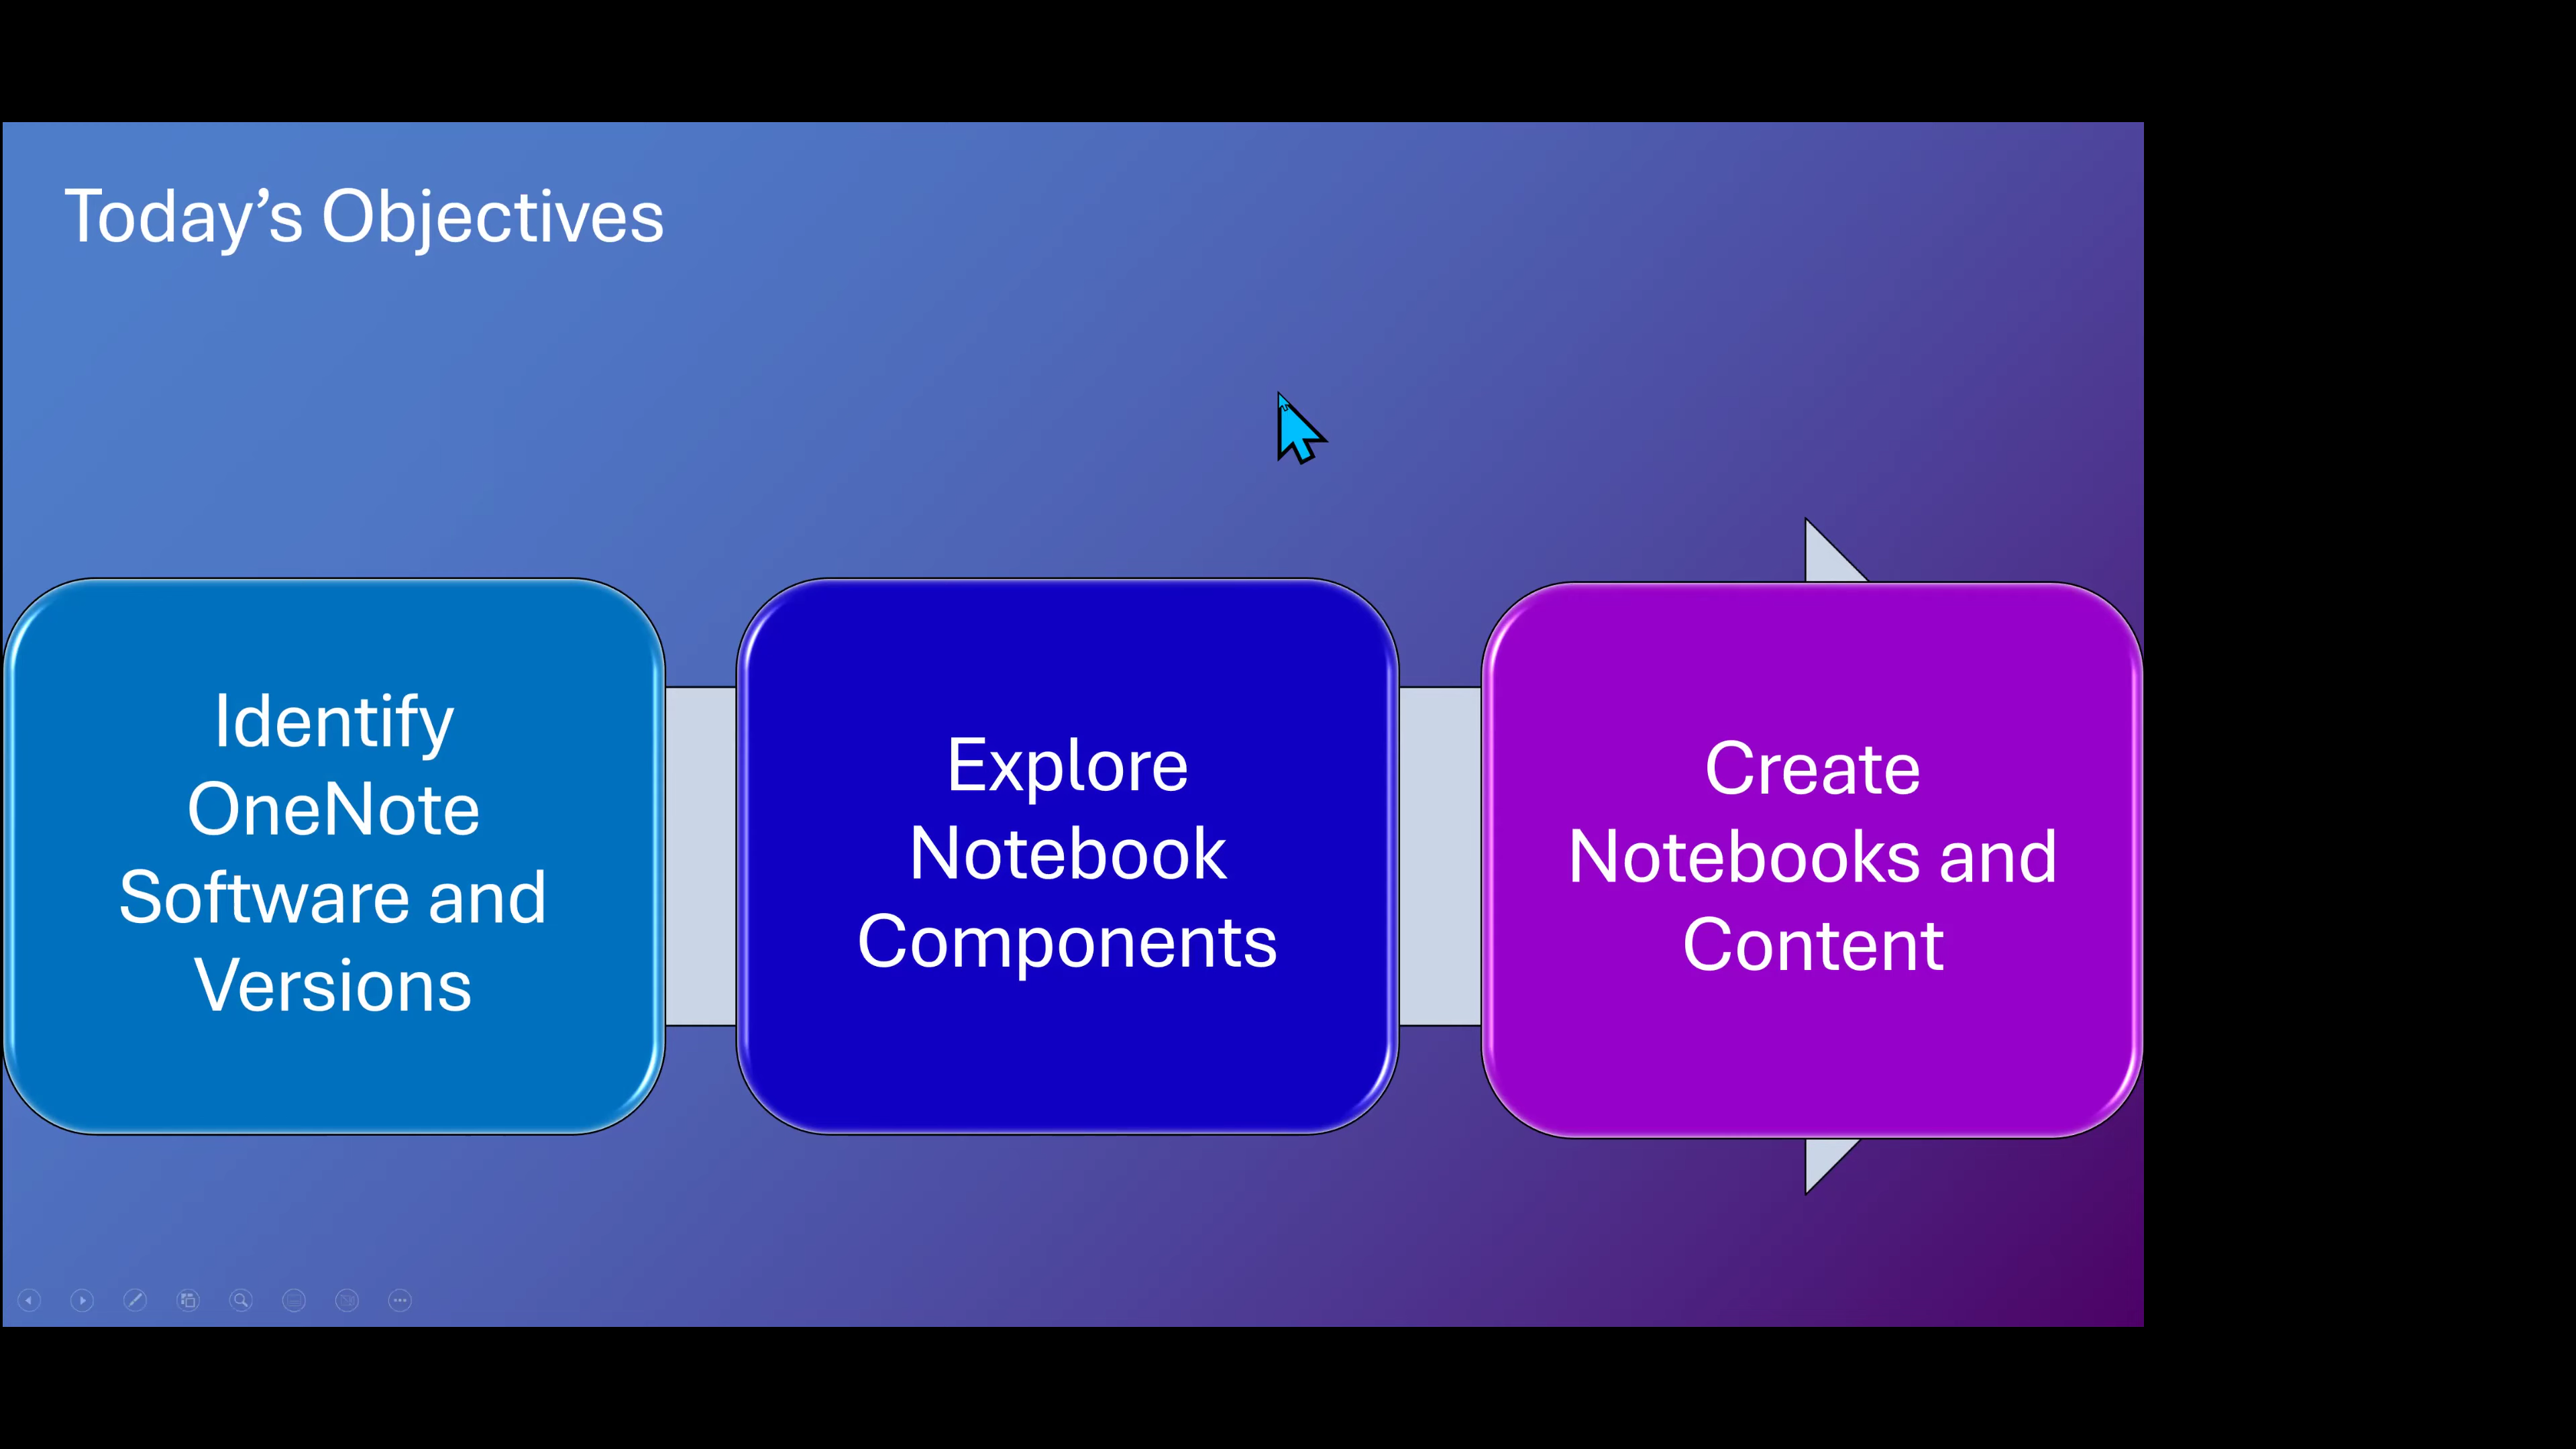 Today’s Objectives
Identify
OneNote
Software and
Versions
Explore
Notebook
Components
Create
Notebooks and
Content